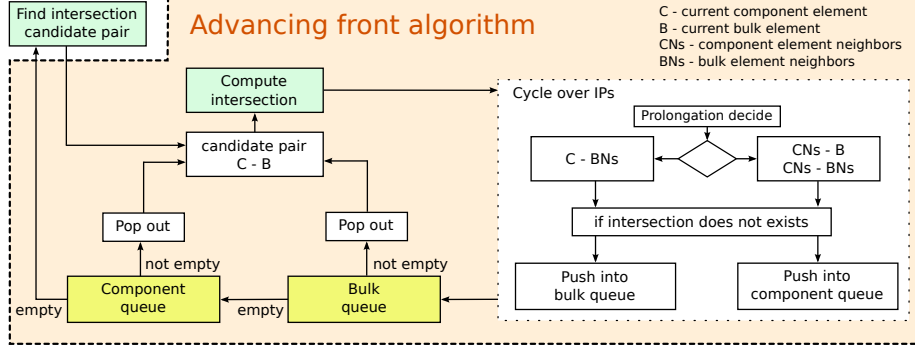 Find intersection
candidate pair
Advancing front algorithm
C - current component element
B - current bulk element
CNs - component element neighbors
BNs - bulk element neighbors
Compute
intersection
Cycle over IPs
Prolongation decide
candidate pair
C - B
C - BNs
CNs - B
CNs - BNs
Pop out
Pop out
if intersection does not exists
not empty
not empty
Component
queue
Bulk
queue
Push into
bulk queue
Push into
component queue
empty
empty